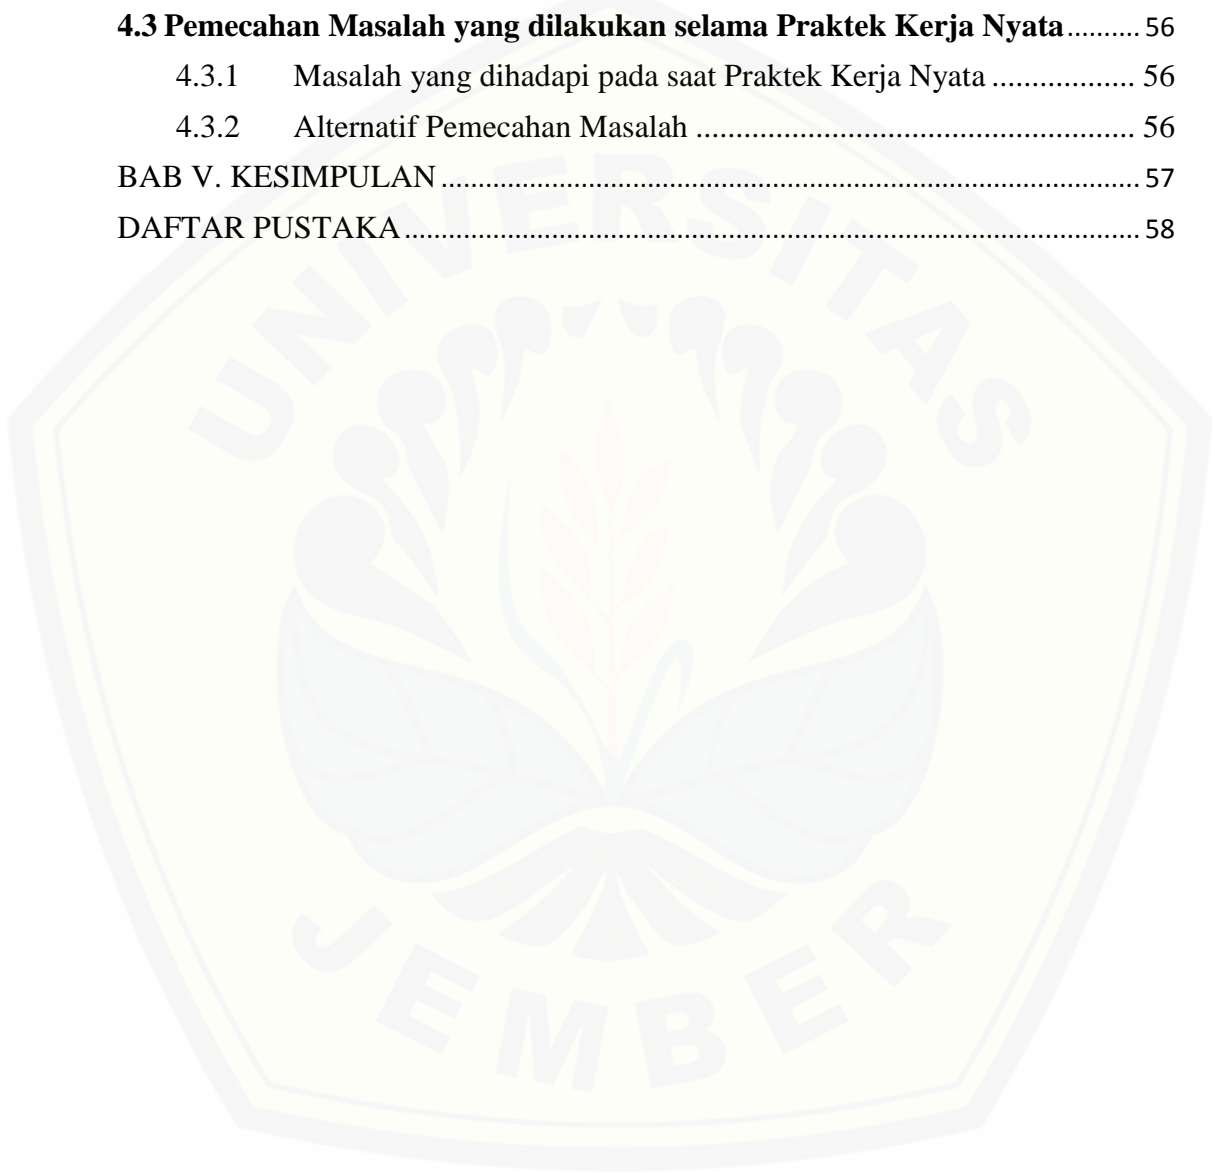 4.3 Pemecahan Masalah yang dilakukan selama Praktek Kerja Nyata .......... 56
4.3.1 Masalah yang dihadapi pada saat Praktek Kerja Nyata .................. 56
4.3.2 Alternatif Pemecahan Masalah ........................................................ 56
BAB V. KESIMPULAN ......................................................................................... 57
DAFTAR PUSTAKA .............................................................................................. 58
UNIVERSITAS
JEMBER